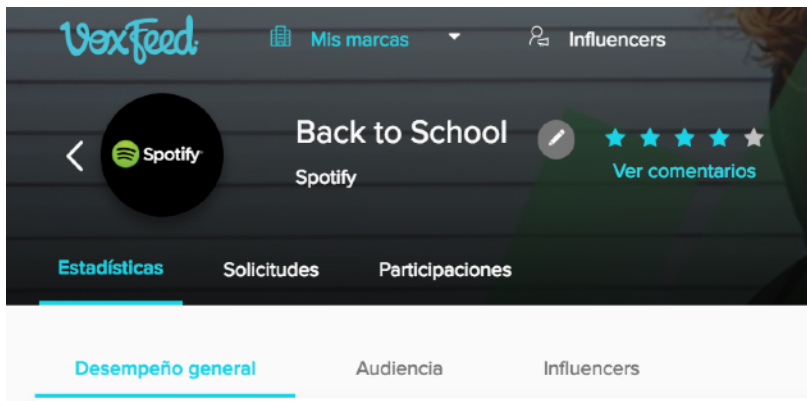 VoxFeed.
Mis marcas
Influencers
Spotify
Back to School
Spotify
Ver comentarios
Estadísticas
Solicitudes
Participaciones
Desempeño general
Audiencia
Influencers